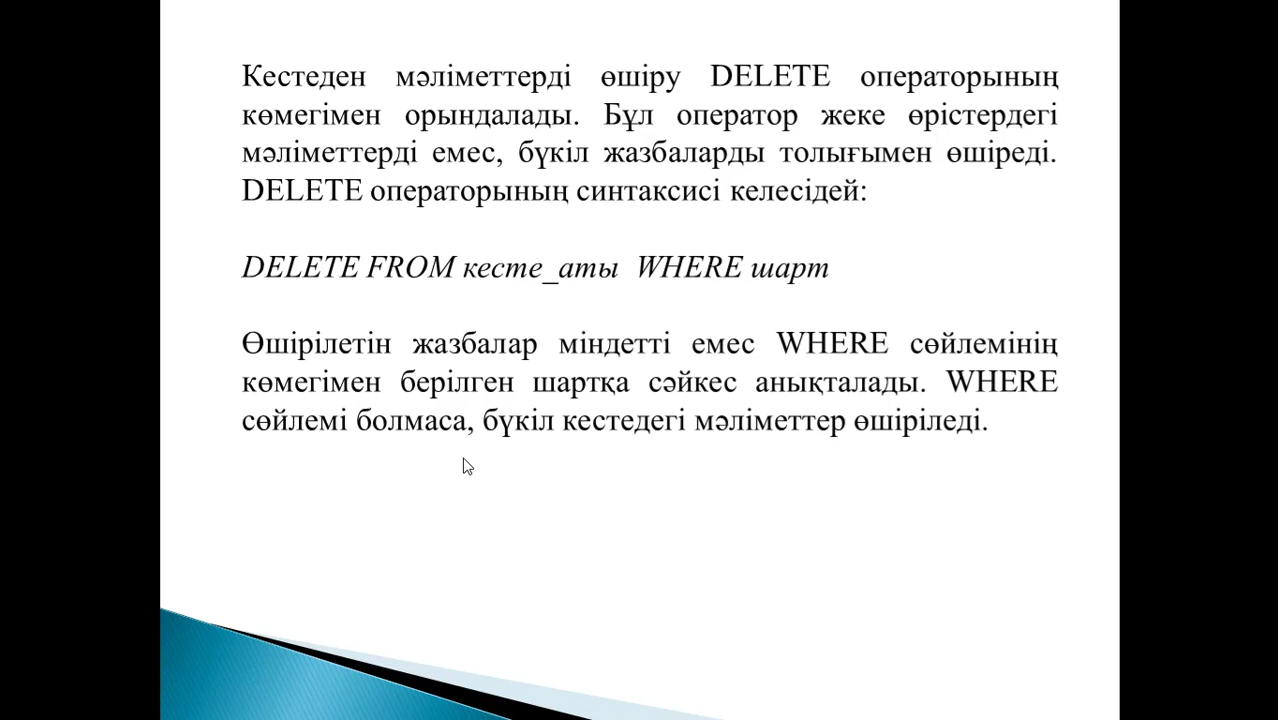 Кестеден мәліметтерді өшіру DELETE операторының
көмегімен орындалады. Бұл оператор жеке өрістердегі
мәліметтерді емес, бүкіл жазбаларды толығымен өшіреді.
DELETE операторының синтаксисі келесідей:
DELETE FROM кесте_аты WHERE шарт
Өшірілетін жазбалар міндетті емес WHERE сөйлемінің
көмегімен берілген шартқа сәйкес анықталады. WHERE
сөйлемі болмаса, бүкіл кестедегі мәліметтер өшіріледі.